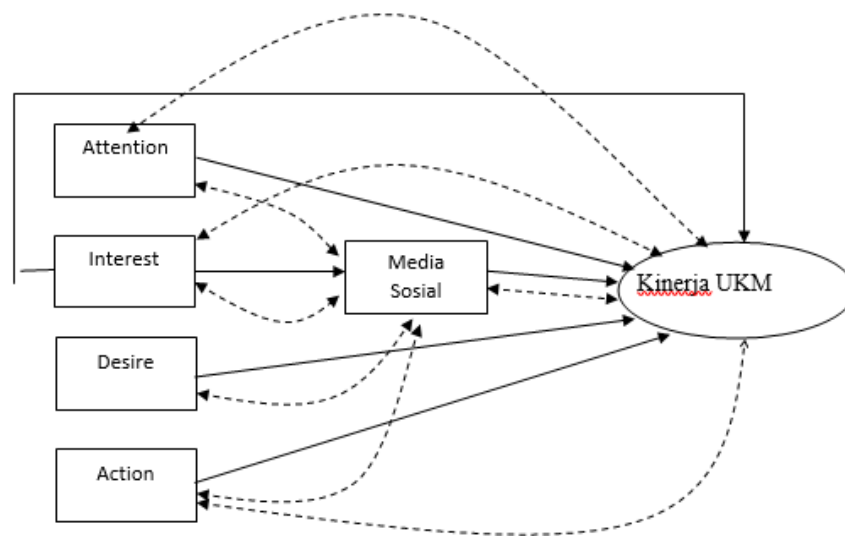 Attention
Interest
Media
Sosial
Kinerja UKM
Desire
Action